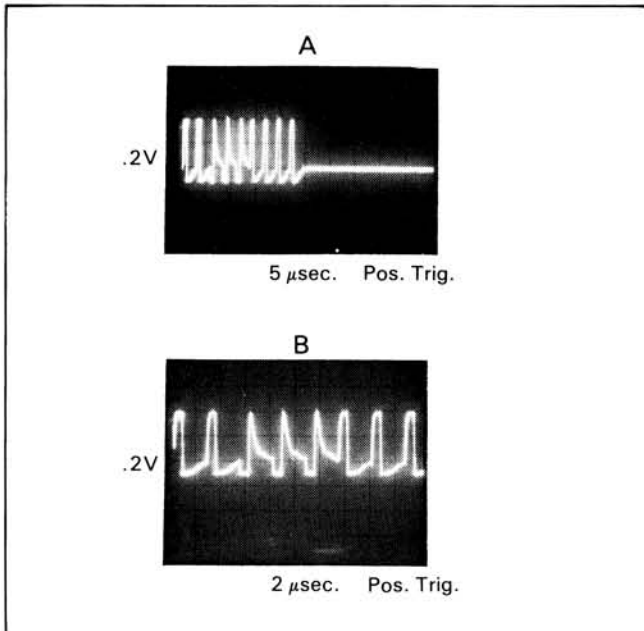 A
.2V
5 μsec. Pos. Trig.
B
.2V
2 μsec. Pos. Trig.